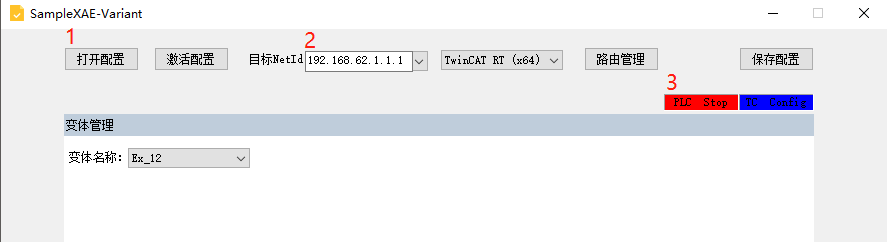 SampleXAE-Variant
1
2
打开配置
激活配置
目标NetId
192.168.62.1.1.1
TwinCAT RT (x64)
路由管理
保存配置
3
PLC Stop
TC Config
变体管理
变体名称：
Ex_12